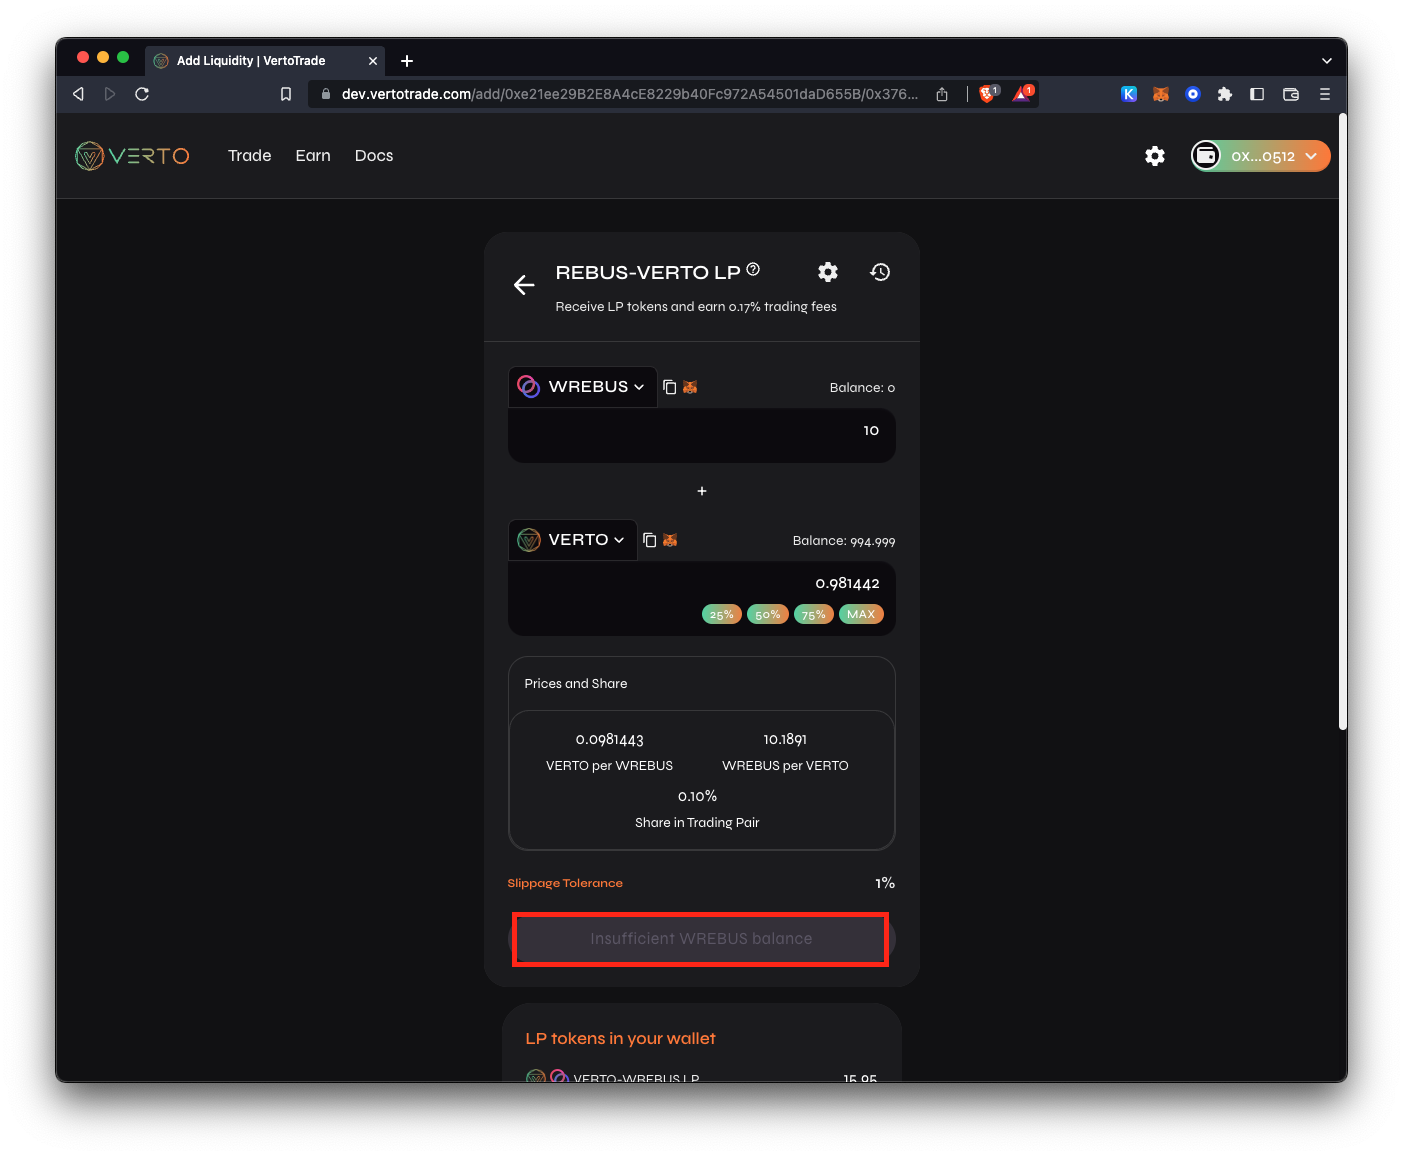 Add Liquidity | VertoTrade
dev.vertotrade.com/add/0xe21ee29B2E8A4cE8229b40Fc972A54501daD655B/0x376...
1
1
K
VERTO
Trade
Earn
Docs
0x...0512
REBUS-VERTO LP
Receive LP tokens and earn 0.17% trading fees
WREBUS
Balance: 0
10
+
VERTO
Balance: 994.999
0.981442
25%
50%
75%
MAX
Prices and Share
0.0981443
10.1891
VERTO per WREBUS
WREBUS per VERTO
0.10%
Share in Trading Pair
Slippage Tolerance
1%
Insufficient WREBUS balance
LP tokens in your wallet
VERTO-WREBUS LP
15.95